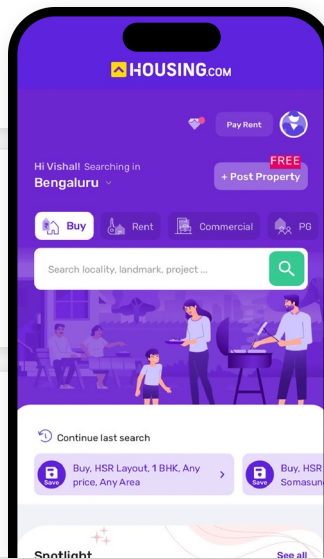 HOUSING.COM
Pay Rent
Hi Vishal! Searching in
Bengaluru
FREE
+ Post Property
Buy
Rent
Commercial
PG
Search locality, landmark, project ...
Continue last search
Save
Buy, HSR Layout, 1 BHK, Any
price, Any Area
Save
Buy, HSR
Somasun
Spotlight
See all